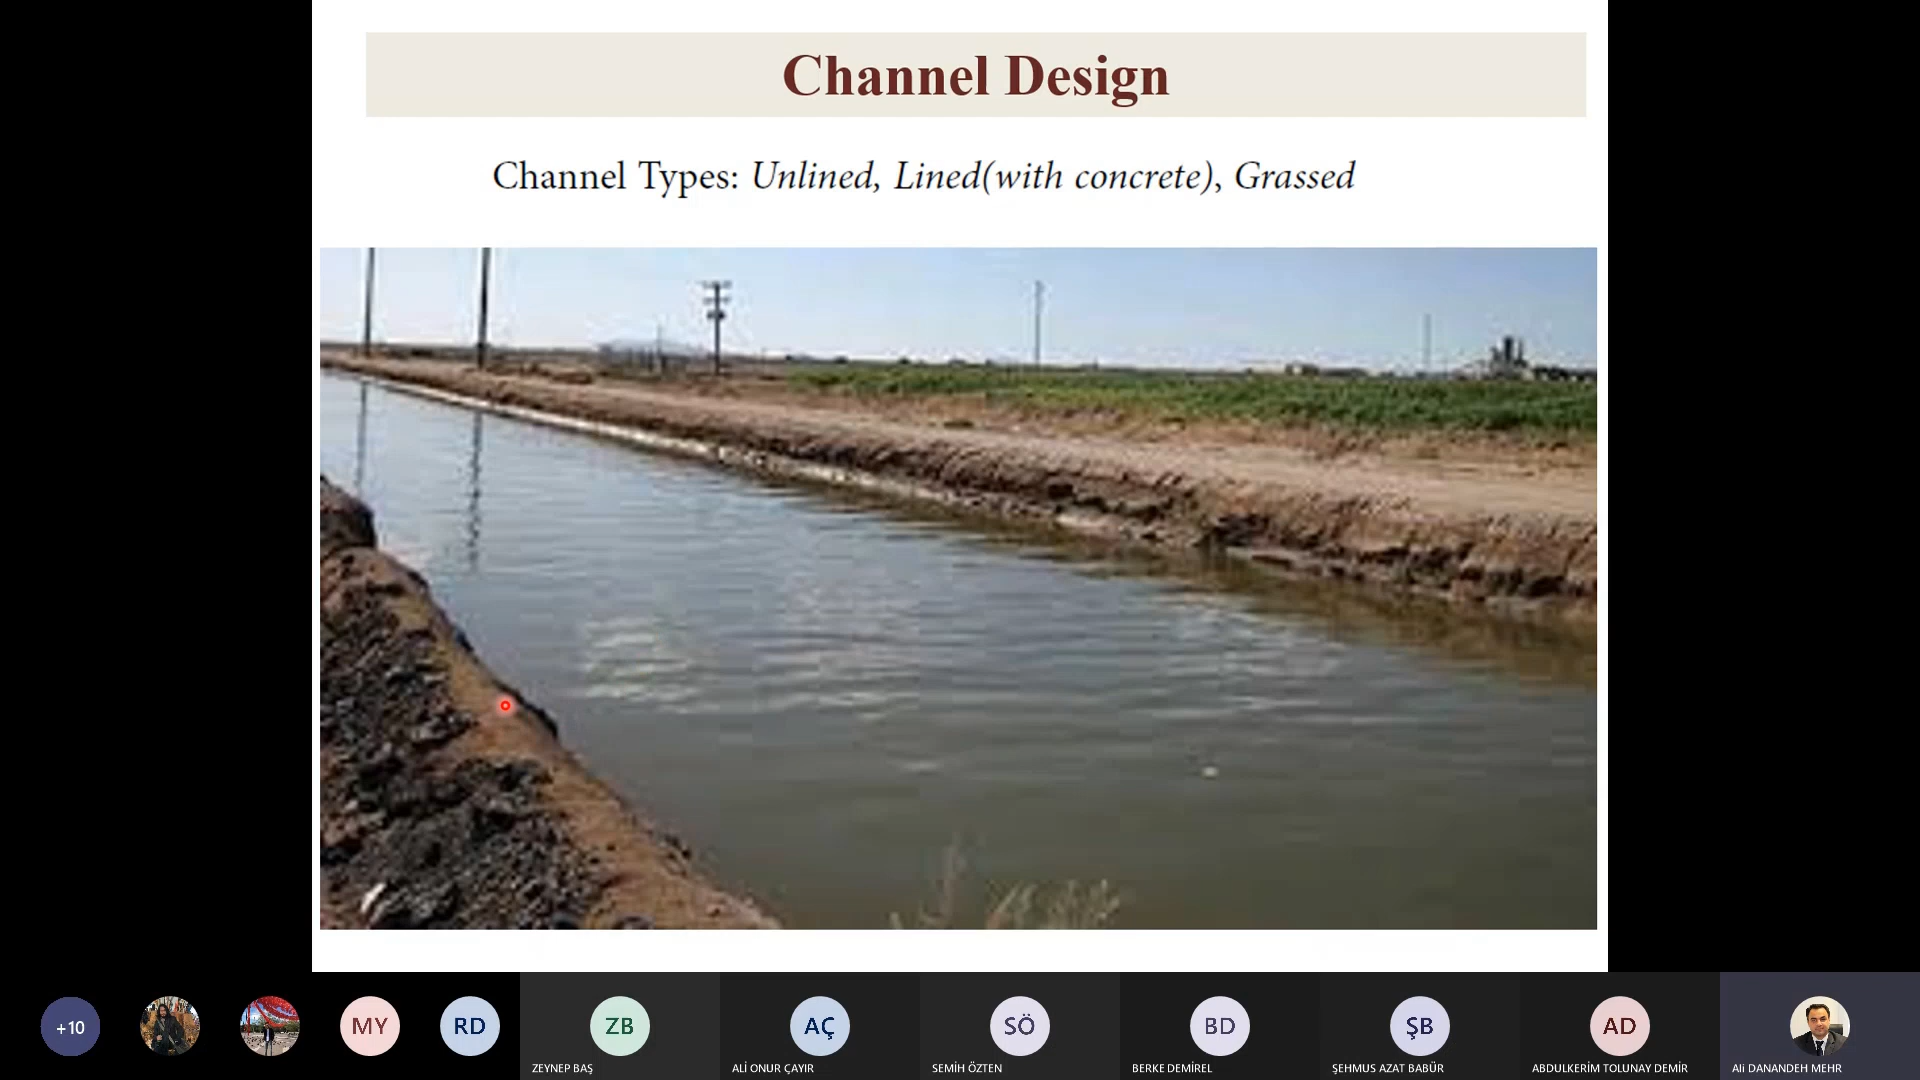 Channel Design
Channel Types: Unlined, Lined(with concrete), Grassed
+10
MY
RD
ZB
AÇ
SÖ
BD
ŞB
AD
ZEYNEP BAŞ
ALİ ONUR ÇAYIR
SEMİH ÖZTEN
BERKE DEMİREL
ŞEHMUS AZAT BABÜR
ABDULKERİM TOLUNAY DEMİR
Ali DANANDEH MEHR